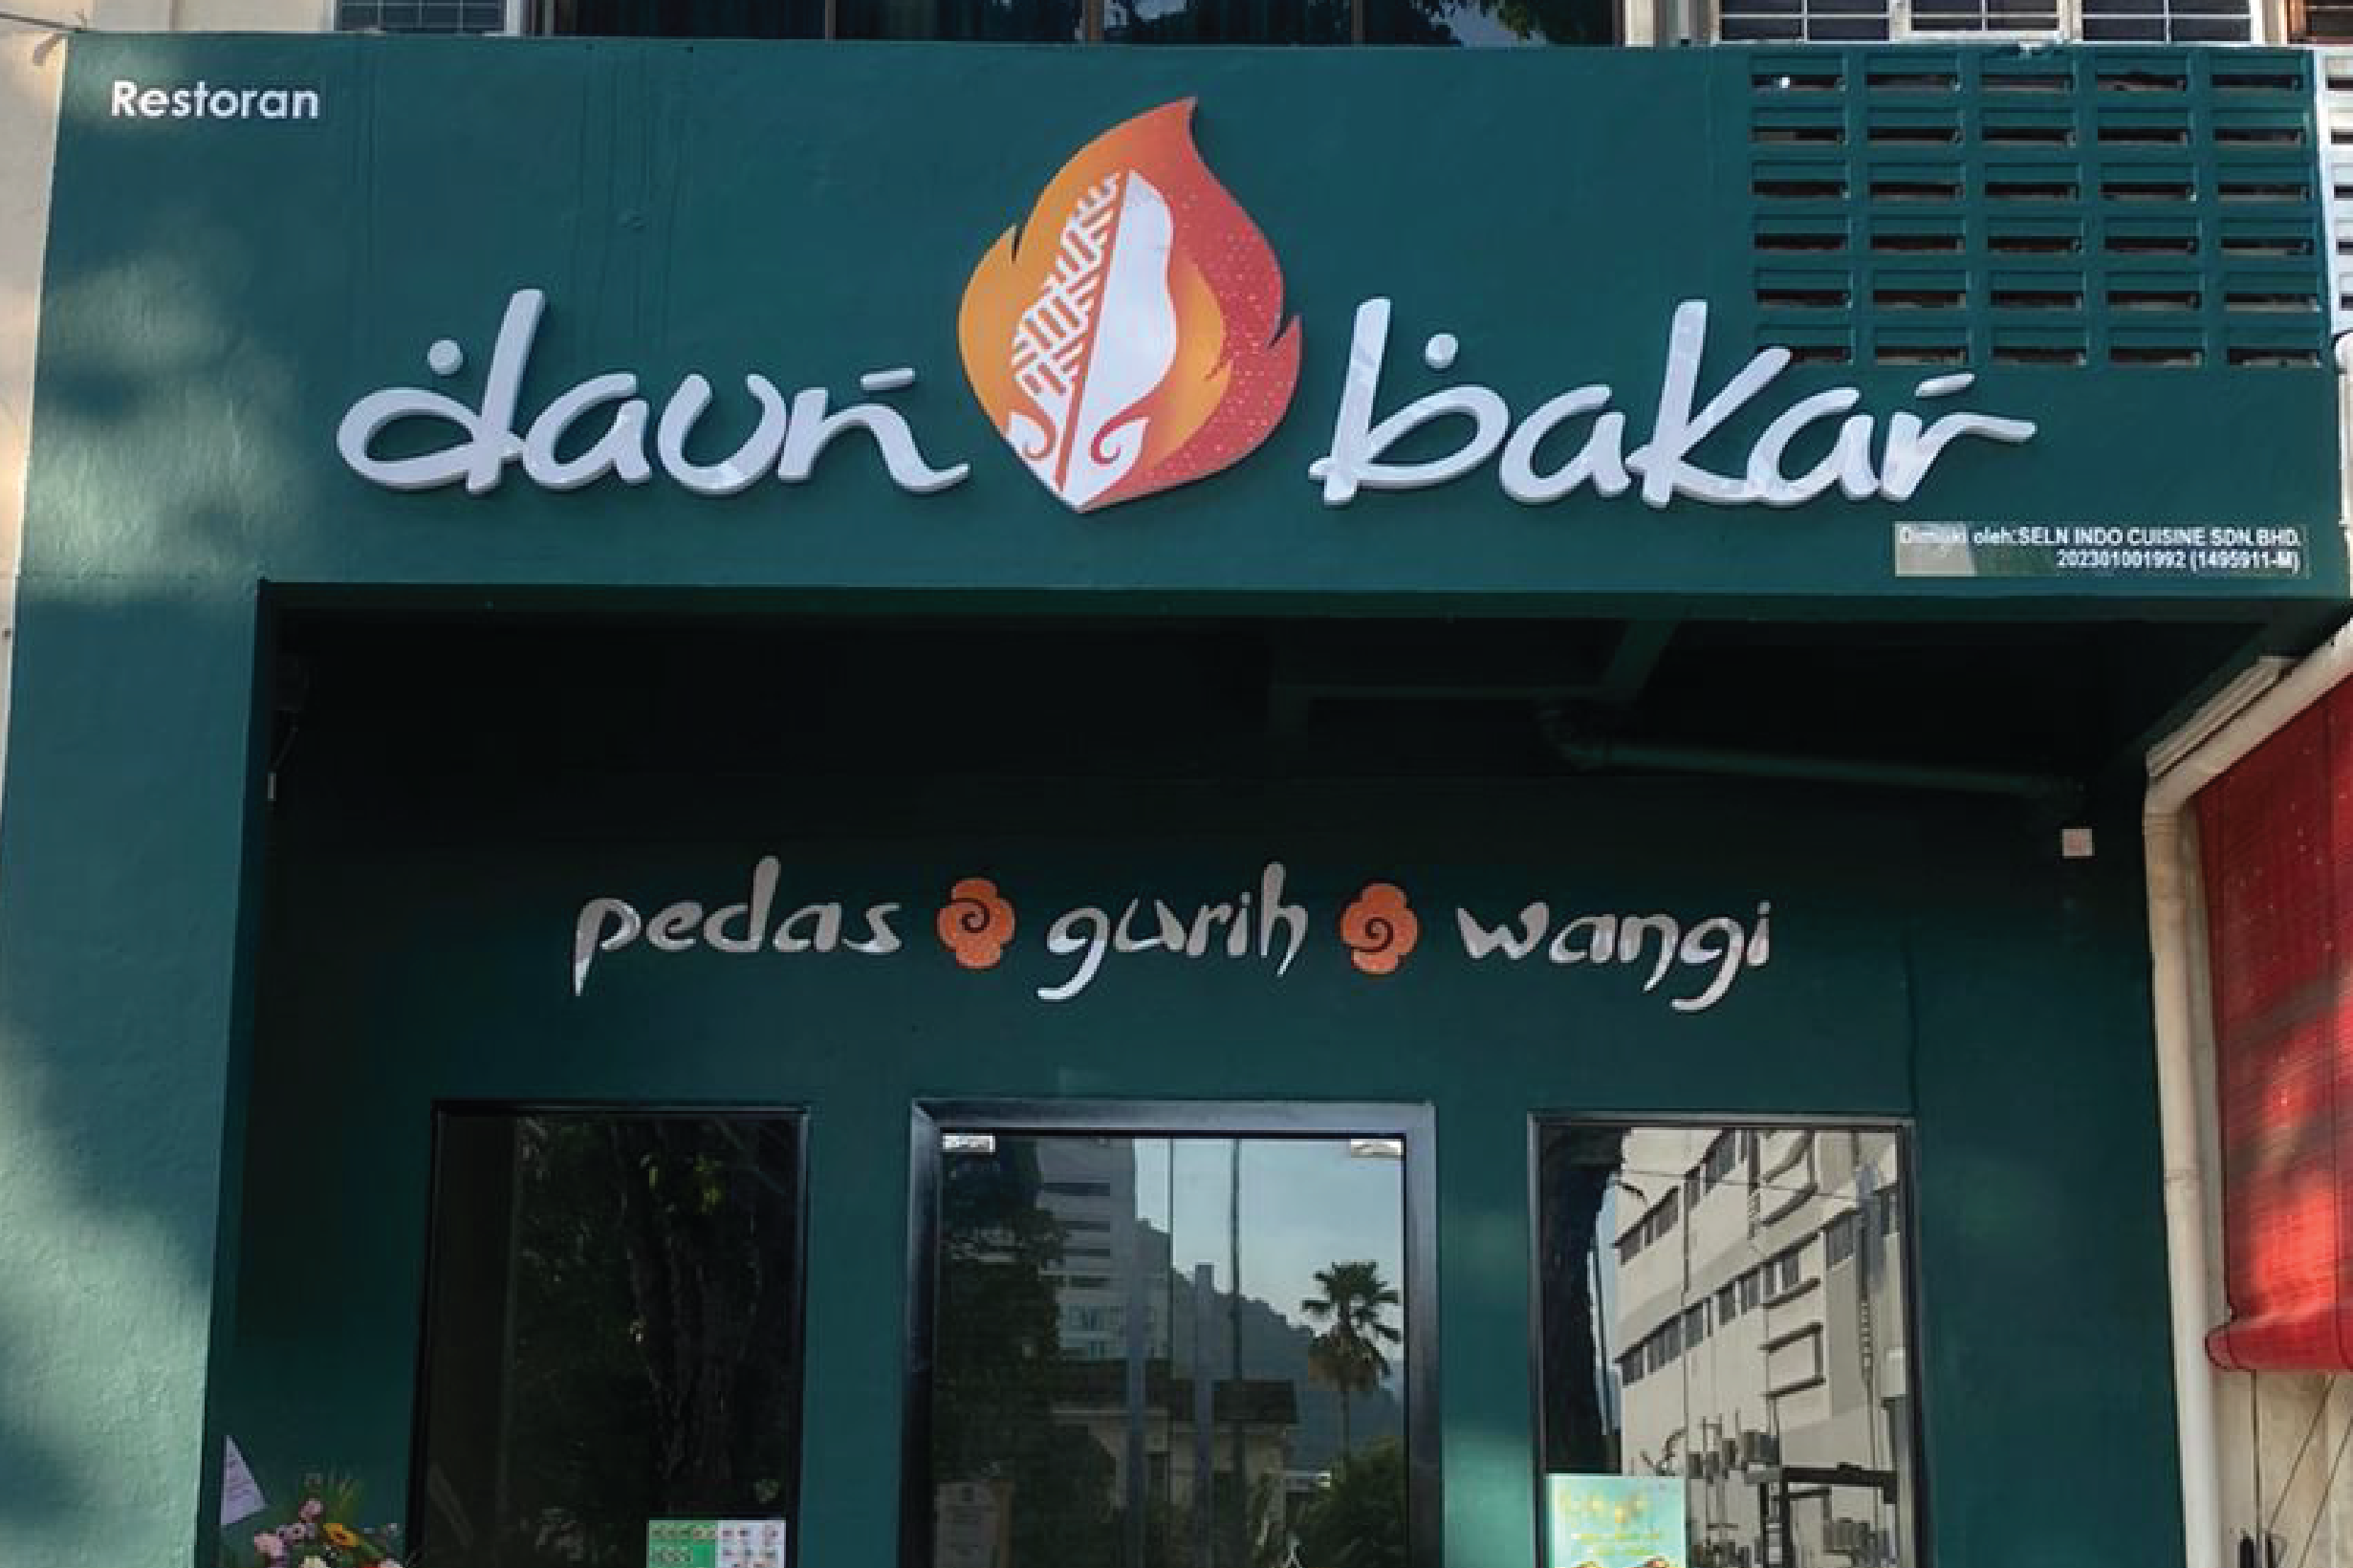 Restoran
daun bakar
Dimiliki oleh:SELN INDO CUISINE SDN.BHD.
202301001992 (1495911-M)
pedas gurih wangi